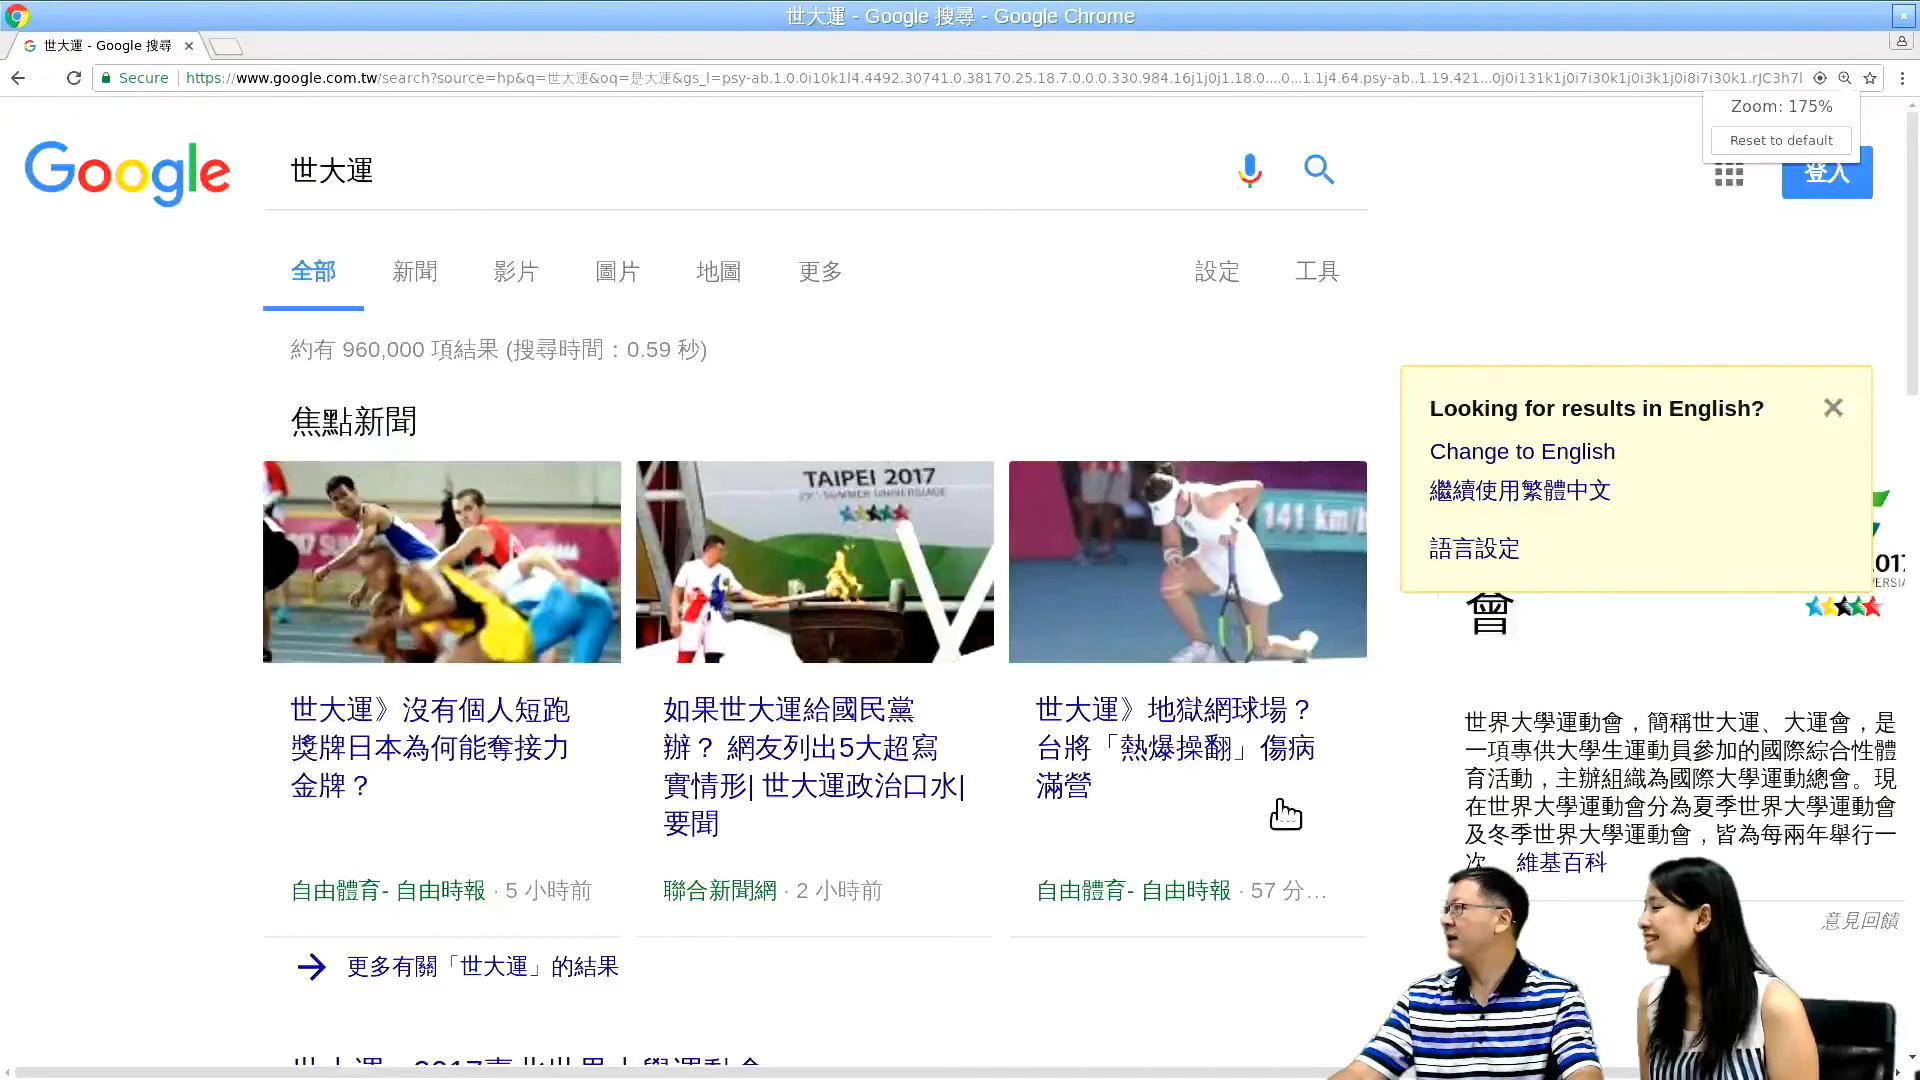 世大運 - Google 搜尋 - Google Chrome
世大運 - Google 搜尋
Secure
https://www.google.com.tw/search?source=hp&q=世大運&oq=是大運&gs_l=psy-ab.1.0.0i10k1l4.4492.30741.0.38170.25.18.7.0.0.0.330.984.16j1j0j1.18.0....0...1.1j4.64.psy-ab..1.19.421...0j0i131k1j0i7i30k1j0i3k1j0i8i7i30k1.rJC3h7l
Zoom: 175%
Reset to default
Google
世大運
登入
全部
新聞
影片
圖片
地圖
更多
設定
工具
約有 960,000 項結果 (搜尋時間：0.59 秒)
焦點新聞
Looking for results in English?
Change to English
繼續使用繁體中文
語言設定
TAIPEI 2017
141 km/h
會
世大運》沒有個人短跑
獎牌日本為何能奪接力
金牌？
自由體育- 自由時報 · 5 小時前
如果世大運給國民黨
辦？ 網友列出5大超寫
實情形| 世大運政治口水|
要聞
聯合新聞網 · 2 小時前
世大運》地獄網球場？
台將「熱爆操翻」傷病
滿營
自由體育- 自由時報 · 57 分...
世界大學運動會，簡稱世大運、大運會，是
一項專供大學生運動員參加的國際綜合性體
育活動，主辦組織為國際大學運動總會。現
在世界大學運動會分為夏季世界大學運動會
及冬季世界大學運動會，皆為每兩年舉行一
次 維基百科
意見回饋
更多有關「世大運」的結果